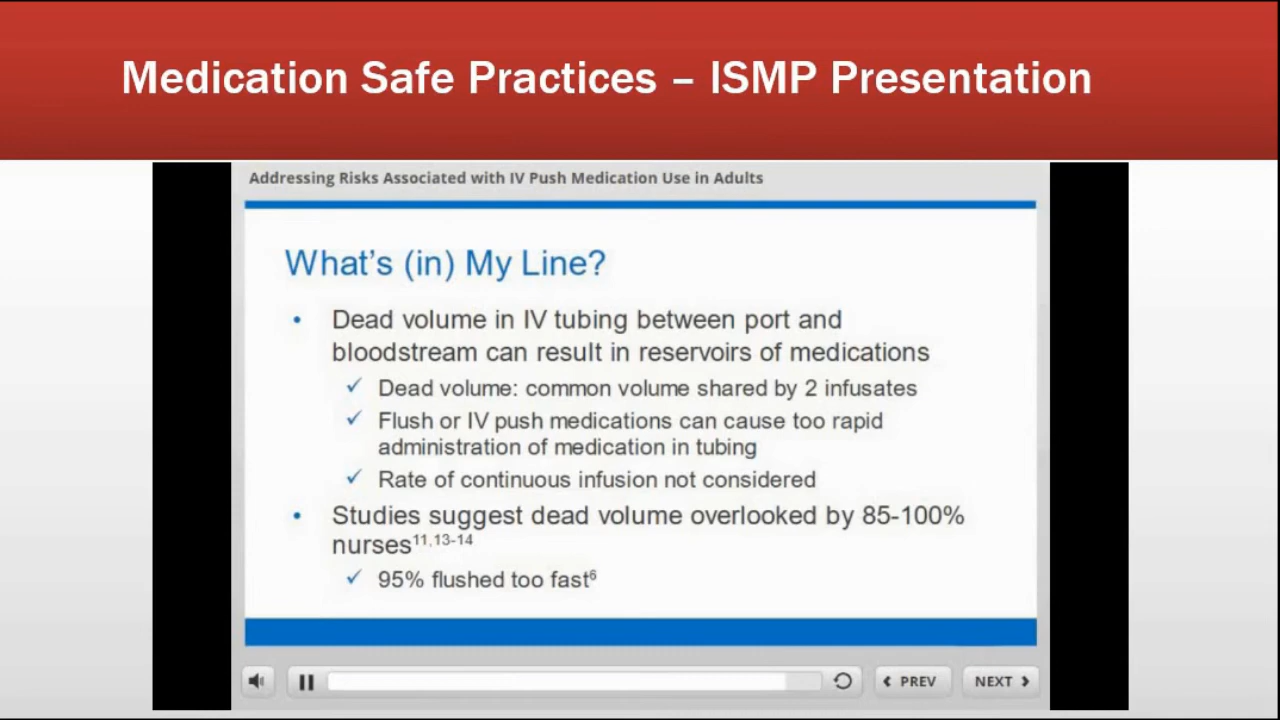 Medication Safe Practices – ISMP Presentation
Addressing Risks Associated with IV Push Medication Use in Adults
What's (in) My Line?
• Dead volume in IV tubing between port and
bloodstream can result in reservoirs of medications
✓ Dead volume: common volume shared by 2 infusates
✓ Flush or IV push medications can cause too rapid
administration of medication in tubing
✓ Rate of continuous infusion not considered
• Studies suggest dead volume overlooked by 85-100%
nurses11,13-14
✓ 95% flushed too fast6
PREV NEXT